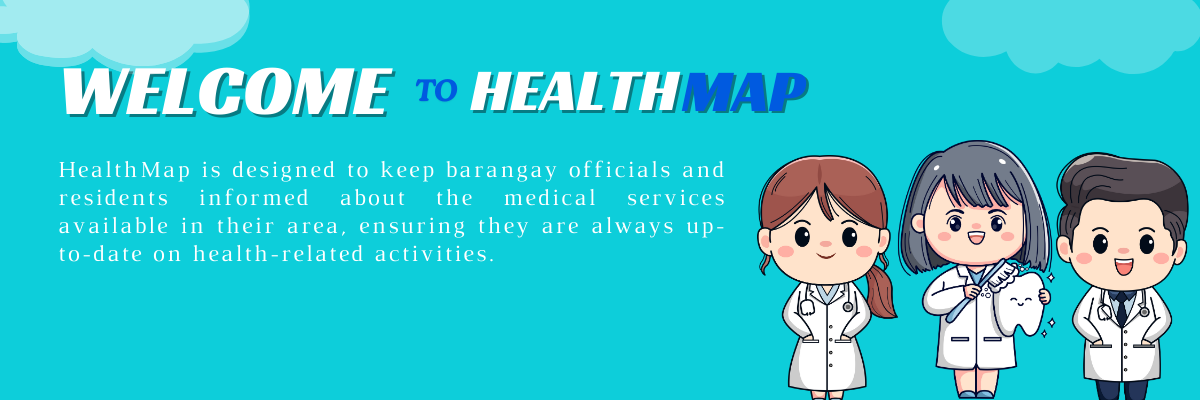 WELCOME TO HEALTHMAP
HealthMap is designed to keep barangay officials and
residents informed about the medical services
available in their area, ensuring they are always up-
to-date on health-related activities.